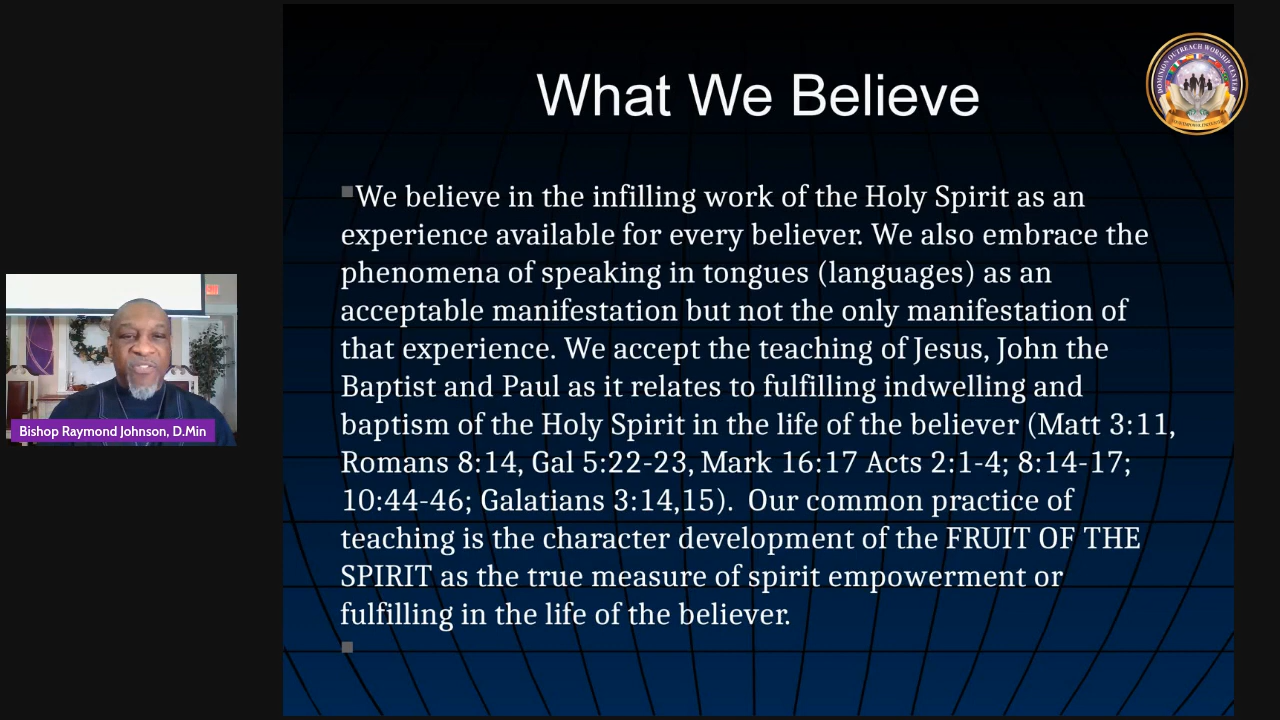 What We Believe
DOMINION OUTREACH WORSHIP CENTER
We believe in the infilling work of the Holy Spirit as an
experience available for every believer. We also embrace the
phenomena of speaking in tongues (languages) as an
acceptable manifestation but not the only manifestation of
that experience. We accept the teaching of Jesus, John the
Baptist and Paul as it relates to fulfilling indwelling and
baptism of the Holy Spirit in the life of the believer (Matt 3:11,
Romans 8:14, Gal 5:22-23, Mark 16:17 Acts 2:1-4; 8:14-17;
10:44-46; Galatians 3:14,15).  Our common practice of
teaching is the character development of the FRUIT OF THE
SPIRIT as the true measure of spirit empowerment or
fulfilling in the life of the believer.
Bishop Raymond Johnson, D.Min